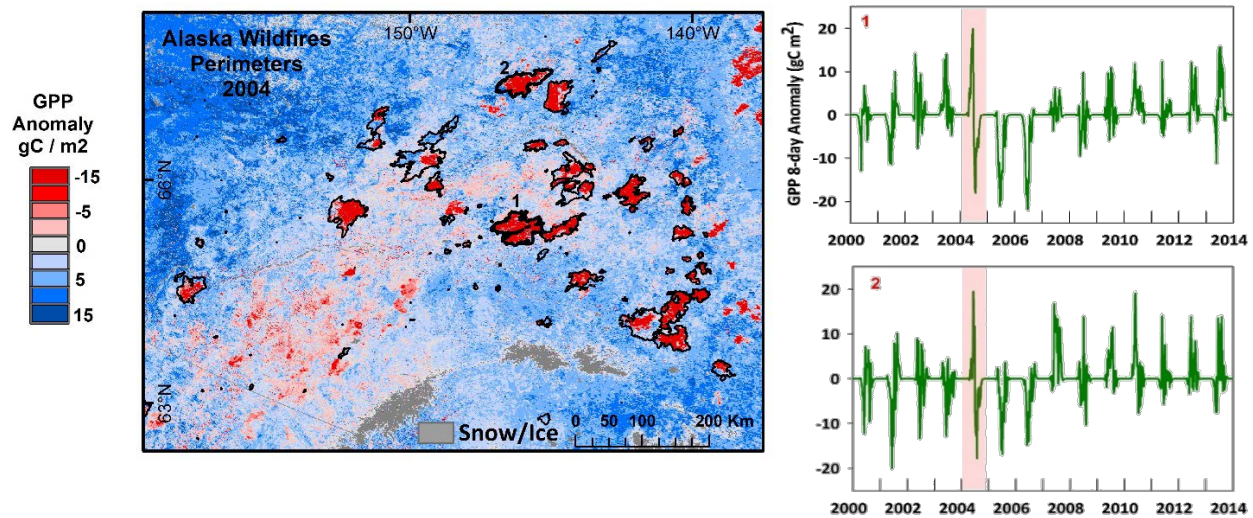 GPP
Anomaly
gC / m2
-15
-5
0
5
15
Alaska Wildfires
Perimeters
2004
150°W
140°W
66°N
63°N
2
1
Snow/Ice
0 50 100 200 Km
1
GPP 8-day Anomaly (gC m²)
20
10
0
-10
-20
2000 2002 2004 2006 2008 2010 2012 2014
2
20
10
0
-10
-20
2000 2002 2004 2006 2008 2010 2012 2014